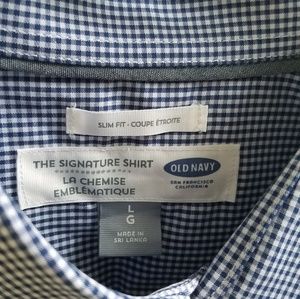 SLIM FIT - COUPE ÉTROITE
THE SIGNATURE SHIRT
LA CHEMISE
EMBLÉMATIQUE
OLD NAVY
SAN FRANCISCO
CALIFORNIA
L
G
MADE IN
SRI LANKA